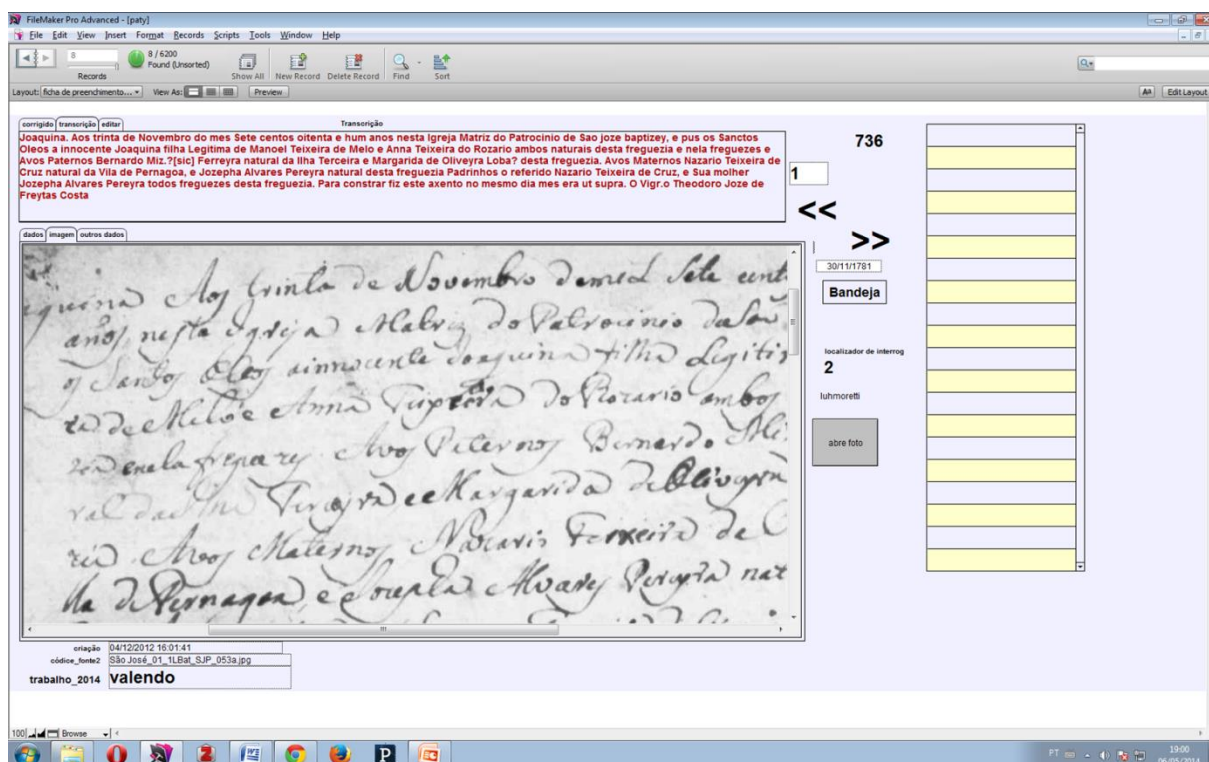 FileMaker Pro Advanced - [paty]
File Edit View Insert Format Records Scripts Tools Window Help
8
8 / 6200
Found (Unsorted)
Records
Show All New Record Delete Record Find Sort
Layout: ficha de preenchimento... View As: Preview
Aa Edit Layout
corrigido transcrição editar
Transcrição
Joaquina. Aos trinta de Novembro do mes Sete centos oitenta e hum anos nesta Igreja Matriz do Patrocinio de Sao joze baptizey, e pus os Sanctos
Oleos a innocente Joaquina filha Legitima de Manoel Teixeira de Melo e Anna Teixeira do Rozario ambos naturais desta freguezia e nela freguezes e
Avos Paternos Bernardo Miz.?[sic] Ferreyra natural da Ilha Terceira e Margarida de Oliveyra Loba? desta freguezia. Avos Maternos Nazario Teixeira de
Cruz natural da Vila de Pernagoa, e Jozepha Alvares Pereyra natural desta freguezia Padrinhos o referido Nazario Teixeira de Cruz, e Sua molher
Jozepha Alvares Pereyra todos freguezes desta freguezia. Para constrar fiz este axento no mesmo dia mes era ut supra. O Vigr.o Theodoro Joze de
Freytas Costa
736
1
<<
>>
30/11/1781
Bandeja
localizador de interrog
2
luhmoretti
abre foto
dados imagem outros dados
Aos trinta de Novembro Sete cent
anos nesta Igreja Matriz do Patrocinio
os Santos Oleos a innocente Joaquina filha Legiti
de Mello e Anna do Rozario ambos
e nela Avos Paternos Bernardo
e Margarida de
Avos Maternos Nazario de C
de Pernagoa, e Alvares nat
criação 04/12/2012 16:01:41
códice_fonte2 São José_01_1LBat_SJP_053a.jpg
trabalho_2014 valendo
100 Browse
PT 19:00
06/05/2014